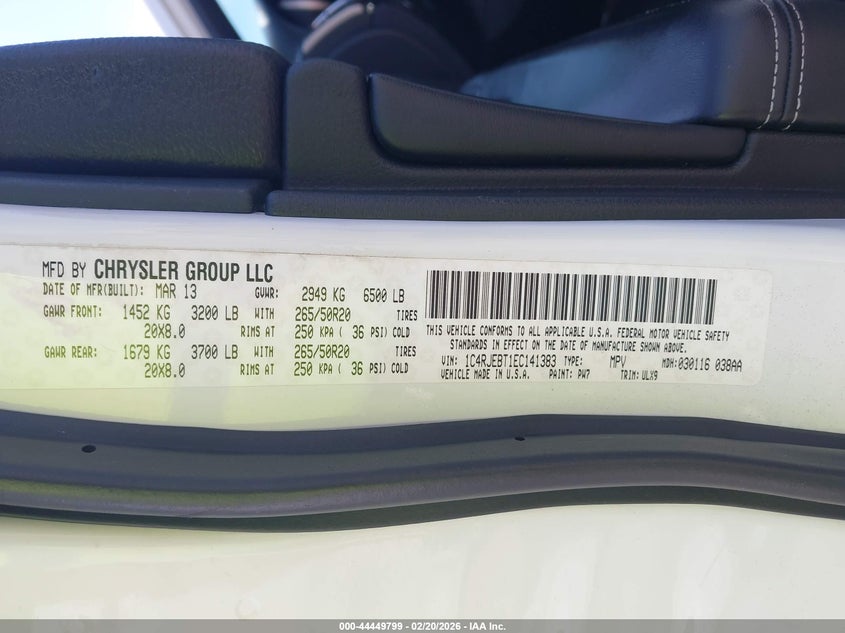 MFD BY CHRYSLER GROUP LLC
DATE OF MFR(BUILT): MAR 13 GVWR: 2949 KG 6500 LB
GAWR FRONT: 1452 KG 3200 LB WITH 265/50R20 TIRES
20X8.0 RIMS AT 250 KPA ( 36 PSI) COLD
GAWR REAR: 1679 KG 3700 LB WITH 265/50R20 TIRES
20X8.0 RIMS AT 250 KPA ( 36 PSI) COLD
THIS VEHICLE CONFORMS TO ALL APPLICABLE U.S.A. FEDERAL MOTOR VEHICLE SAFETY
STANDARDS IN EFFECT ON THE DATE OF MANUFACTURE SHOWN ABOVE.
VIN: 1C4RJEBT1EC141383 TYPE: MPV MDH:030116 038AA
VEHICLE MADE IN U.S.A. PAINT: PW7 TRIM: ULX9
000-44449799 — 02/20/2026 — IAA Inc.